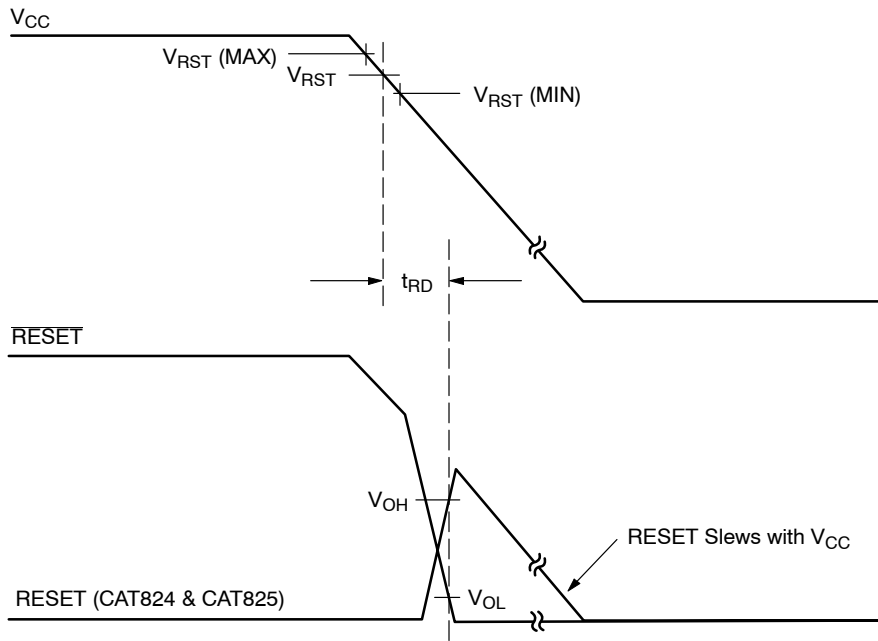 VCC
VRST (MAX)
VRST
VRST (MIN)
tRD
RESET
VOH
RESET Slews with VCC
RESET (CAT824 & CAT825)
VOL